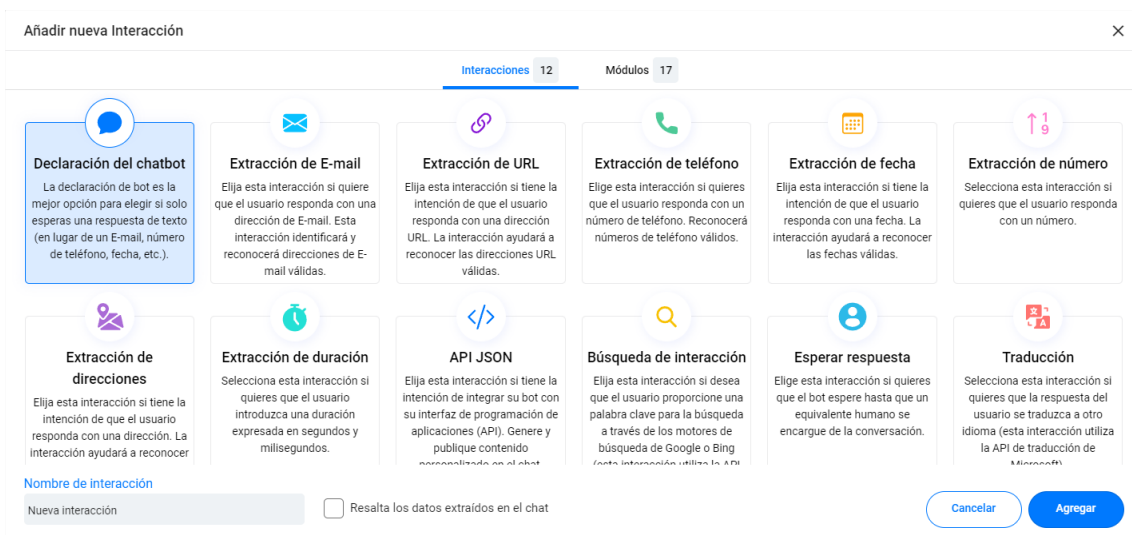 Añadir nueva Interacción
Interacciones 12
Módulos 17
Declaración del chatbot
La declaración de bot es la
mejor opción para elegir si solo
esperas una respuesta de texto
(en lugar de un E-mail, número
de teléfono, fecha, etc.).
Extracción de E-mail
Elija esta interacción si quiere
que el usuario responda con una
dirección de E-mail. Esta
interacción identificará y
reconocerá direcciones de E-
mail válidas.
Extracción de URL
Elija esta interacción si tiene la
intención de que el usuario
responda con una dirección
URL. La interacción ayudará a
reconocer las direcciones URL
válidas.
Extracción de teléfono
Elige esta interacción si quieres
que el usuario responda con un
número de teléfono. Reconocerá
números de teléfono válidos.
Extracción de fecha
Elija esta interacción si tiene la
intención de que el usuario
responda con una fecha. La
interacción ayudará a reconocer
las fechas válidas.
1
9
Extracción de número
Selecciona esta interacción si
quieres que el usuario responda
con un número.
Extracción de
direcciones
Elija esta interacción si tiene la
intención de que el usuario
responda con una dirección. La
interacción ayudará a reconocer
Extracción de duración
Selecciona esta interacción si
quieres que el usuario
introduzca una duración
expresada en segundos y
milisegundos.
API JSON
Elija esta interacción si tiene la
intención de integrar su bot con
su interfaz de programación de
aplicaciones (API). Genere y
publique contenido
personalizado en el chat
Búsqueda de interacción
Elija esta interacción si desea
que el usuario proporcione una
palabra clave para la búsqueda
a través de los motores de
búsqueda de Google o Bing
(esta interacción utiliza la API
Esperar respuesta
Elige esta interacción si quieres
que el bot espere hasta que un
equivalente humano se
encargue de la conversación.
Traducción
Selecciona esta interacción si
quieres que la respuesta del
usuario se traduzca a otro
idioma (esta interacción utiliza
la API de traducción de
Microsoft)
Nombre de interacción
Nueva interacción
Resalta los datos extraídos en el chat
Cancelar
Agregar